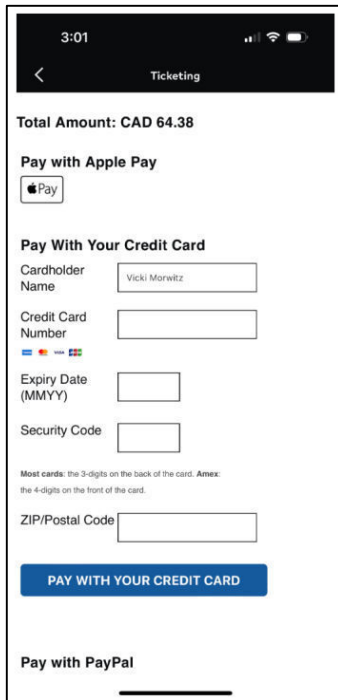 3:01
Ticketing
Total Amount: CAD 64.38
Pay with Apple Pay
Pay
Pay With Your Credit Card
Cardholder
Name
Vicki Morwitz
Credit Card
Number
VISA
Expiry Date
(MMYY)
Security Code
Most cards: the 3-digits on the back of the card. Amex:
the 4-digits on the front of the card.
ZIP/Postal Code
PAY WITH YOUR CREDIT CARD
Pay with PayPal